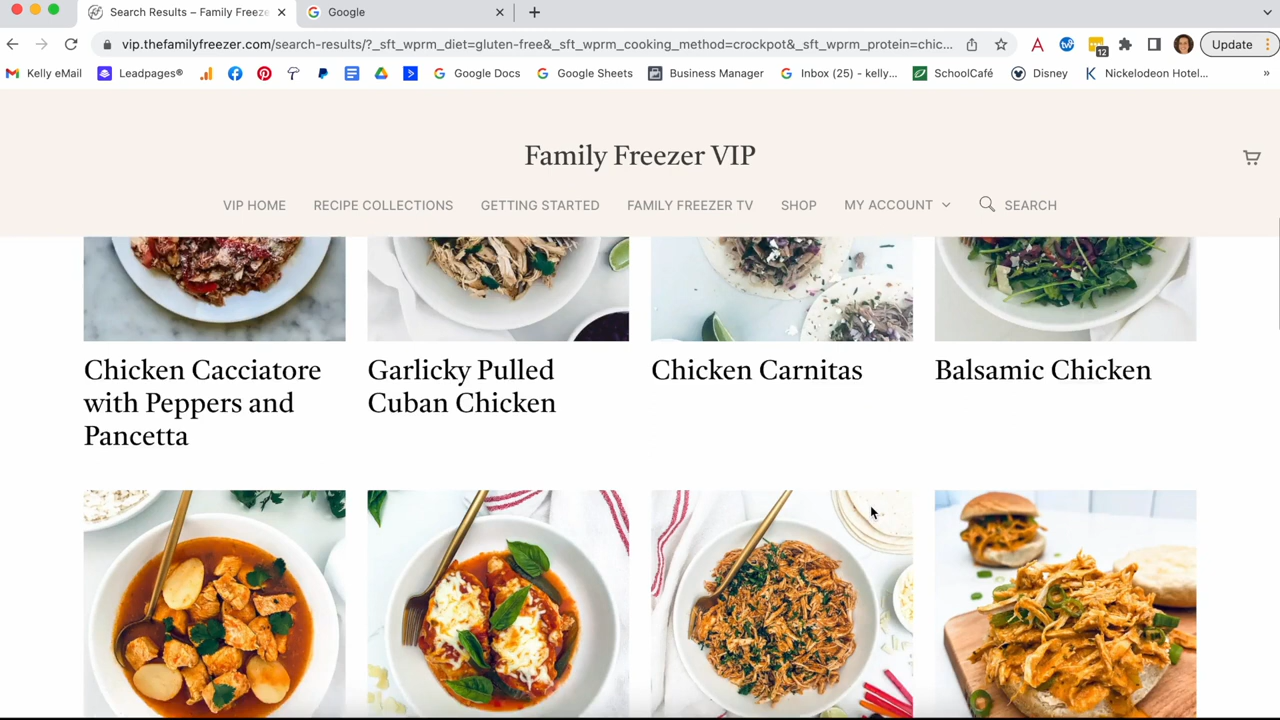 Search Results – Family Freeze
Google
vip.thefamilyfreezer.com/search-results/?_sft_wprm_diet=gluten-free&_sft_wprm_cooking_method=crockpot&_sft_wprm_protein=chic...
12
Update
Kelly eMail
Leadpages®
Google Docs
Google Sheets
Business Manager
Inbox (25) - kelly...
SchoolCafé
Disney
Nickelodeon Hotel...
»
Family Freezer VIP
VIP HOME
RECIPE COLLECTIONS
GETTING STARTED
FAMILY FREEZER TV
SHOP
MY ACCOUNT
SEARCH
Chicken Cacciatore
with Peppers and
Pancetta
Garlicky Pulled
Cuban Chicken
Chicken Carnitas
Balsamic Chicken